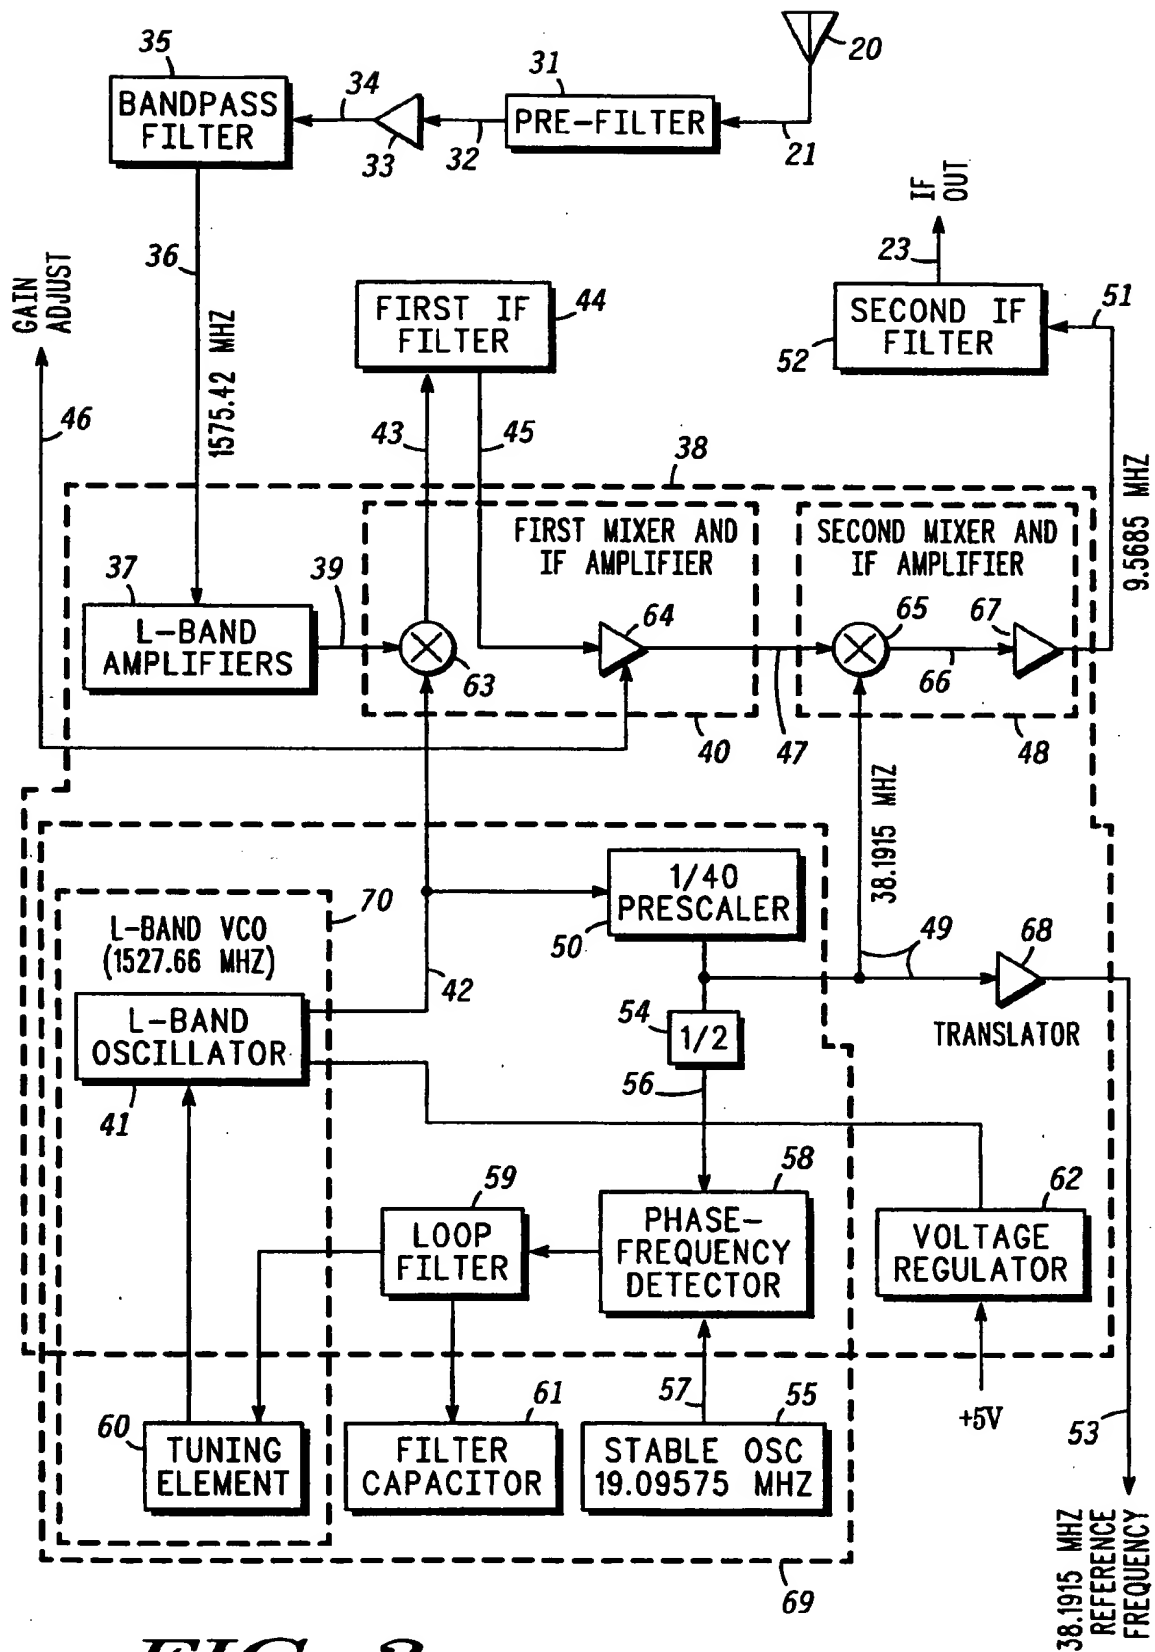 20
35
31
BANDPASS
FILTER
34
33
32
PRE-FILTER
21
IF
OUT
36
23
GAIN
ADJUST
FIRST IF
FILTER
44
SECOND IF
FILTER
51
52
1575.42 MHZ
46
43
45
38
9.5685 MHZ
FIRST MIXER AND
IF AMPLIFIER
SECOND MIXER AND
IF AMPLIFIER
37
39
64
65
67
L-BAND
AMPLIFIERS
63
66
40
47
48
38.1915 MHZ
1/40
PRESCALER
50
70
L-BAND VCO
(1527.66 MHZ)
42
49
68
L-BAND
OSCILLATOR
54
1/2
TRANSLATOR
41
56
59
58
62
LOOP
FILTER
PHASE-
FREQUENCY
DETECTOR
VOLTAGE
REGULATOR
57
+5V
53
60
61
55
TUNING
ELEMENT
FILTER
CAPACITOR
STABLE OSC
19.09575 MHZ
69
38.1915 MHZ
REFERENCE
FREQUENCY